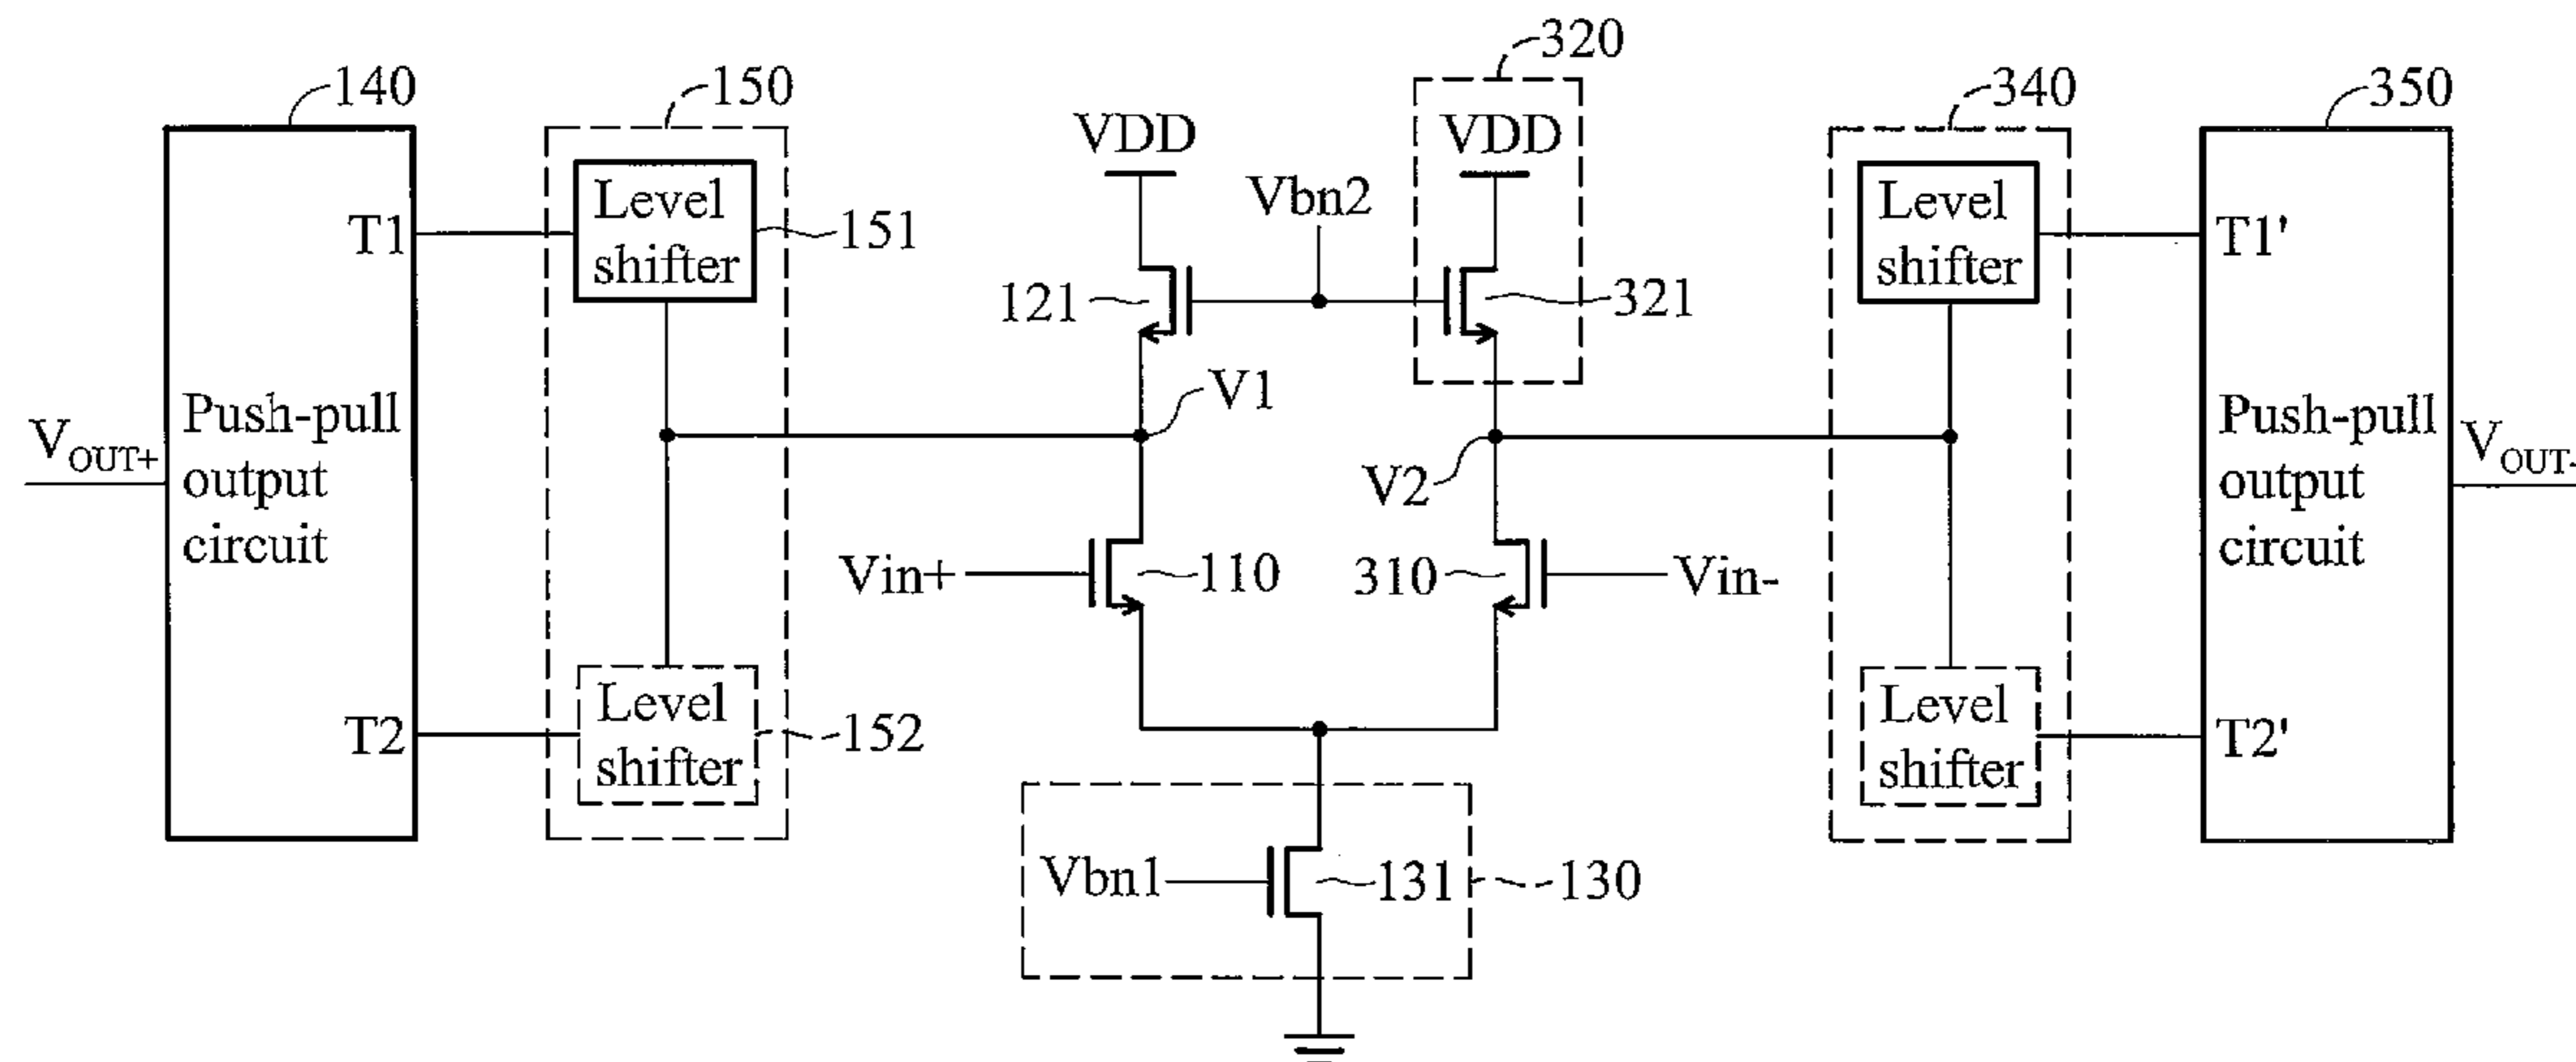 320
140
150
340
350
VDD
VDD
Level
shifter
151
T1
Vbn2
Level
shifter
T1'
121
321
V1
VOUT+
Push-pull
output
circuit
V2
Push-pull
output
circuit
VOUT-
Vin+
110
310
Vin-
T2
Level
shifter
152
Level
shifter
T2'
Vbn1
131
130